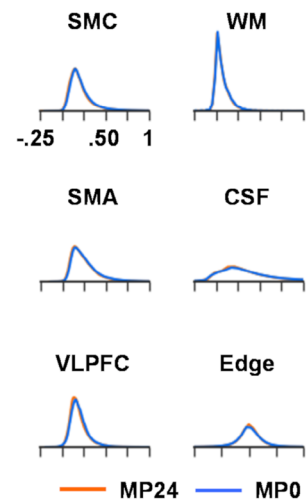 SMC WM
-.25 .50 1
SMA CSF
VLPFC Edge
MP24 MP0